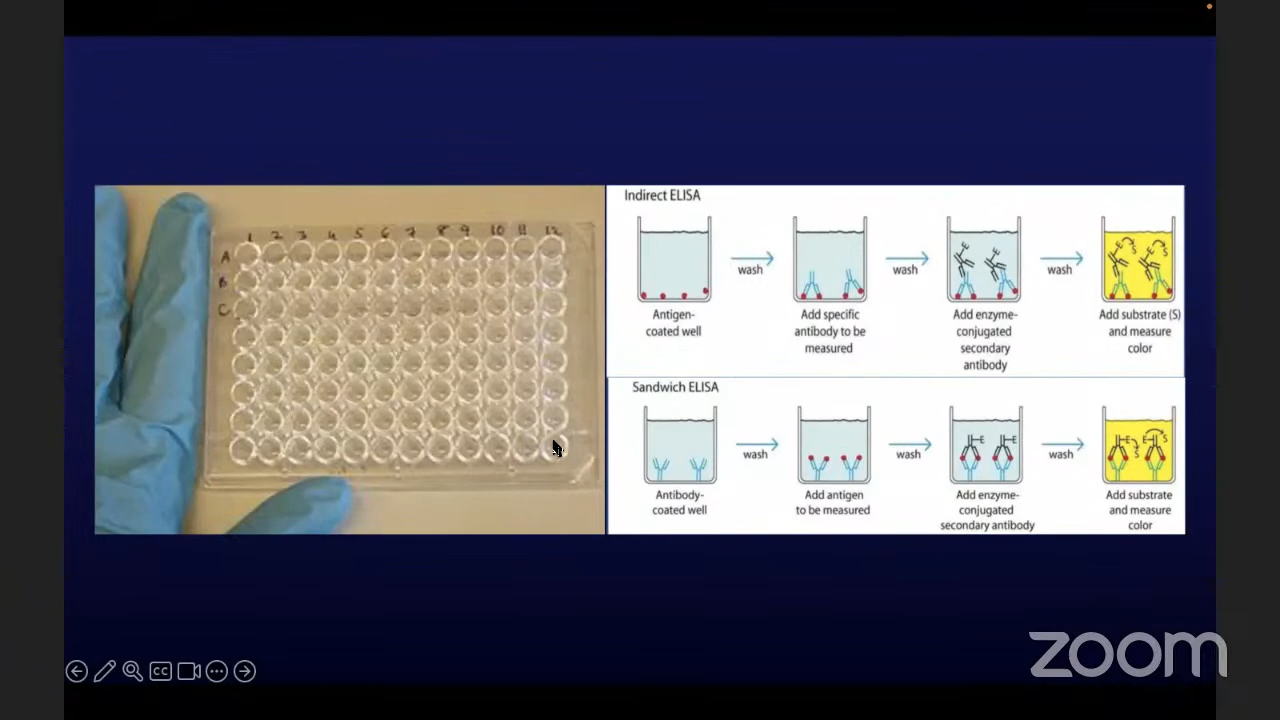 1 2 3 4 5 6 7 8 9 10 11 12
A
B
C
Indirect ELISA
wash
wash
wash
Antigen-
coated well
Add specific
antibody to be
measured
Add enzyme-
conjugated
secondary
antibody
Add substrate (S)
and measure
color
E
E
E S
E S
Sandwich ELISA
wash
wash
wash
Antibody-
coated well
Add antigen
to be measured
Add enzyme-
conjugated
secondary antibody
Add substrate
and measure
color
E
E
E S
E S
CC
zoom